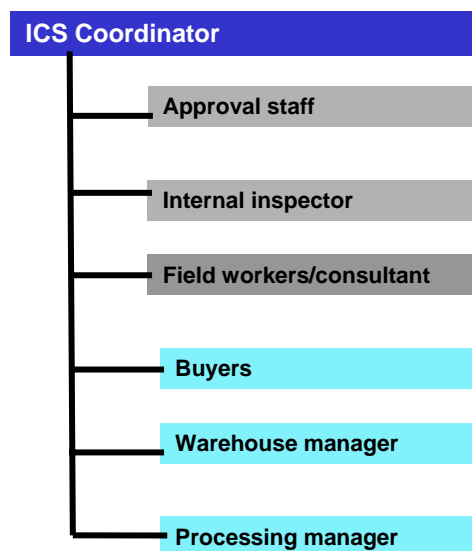 ICS Coordinator
Approval staff
Internal inspector
Field workers/consultant
Buyers
Warehouse manager
Processing manager